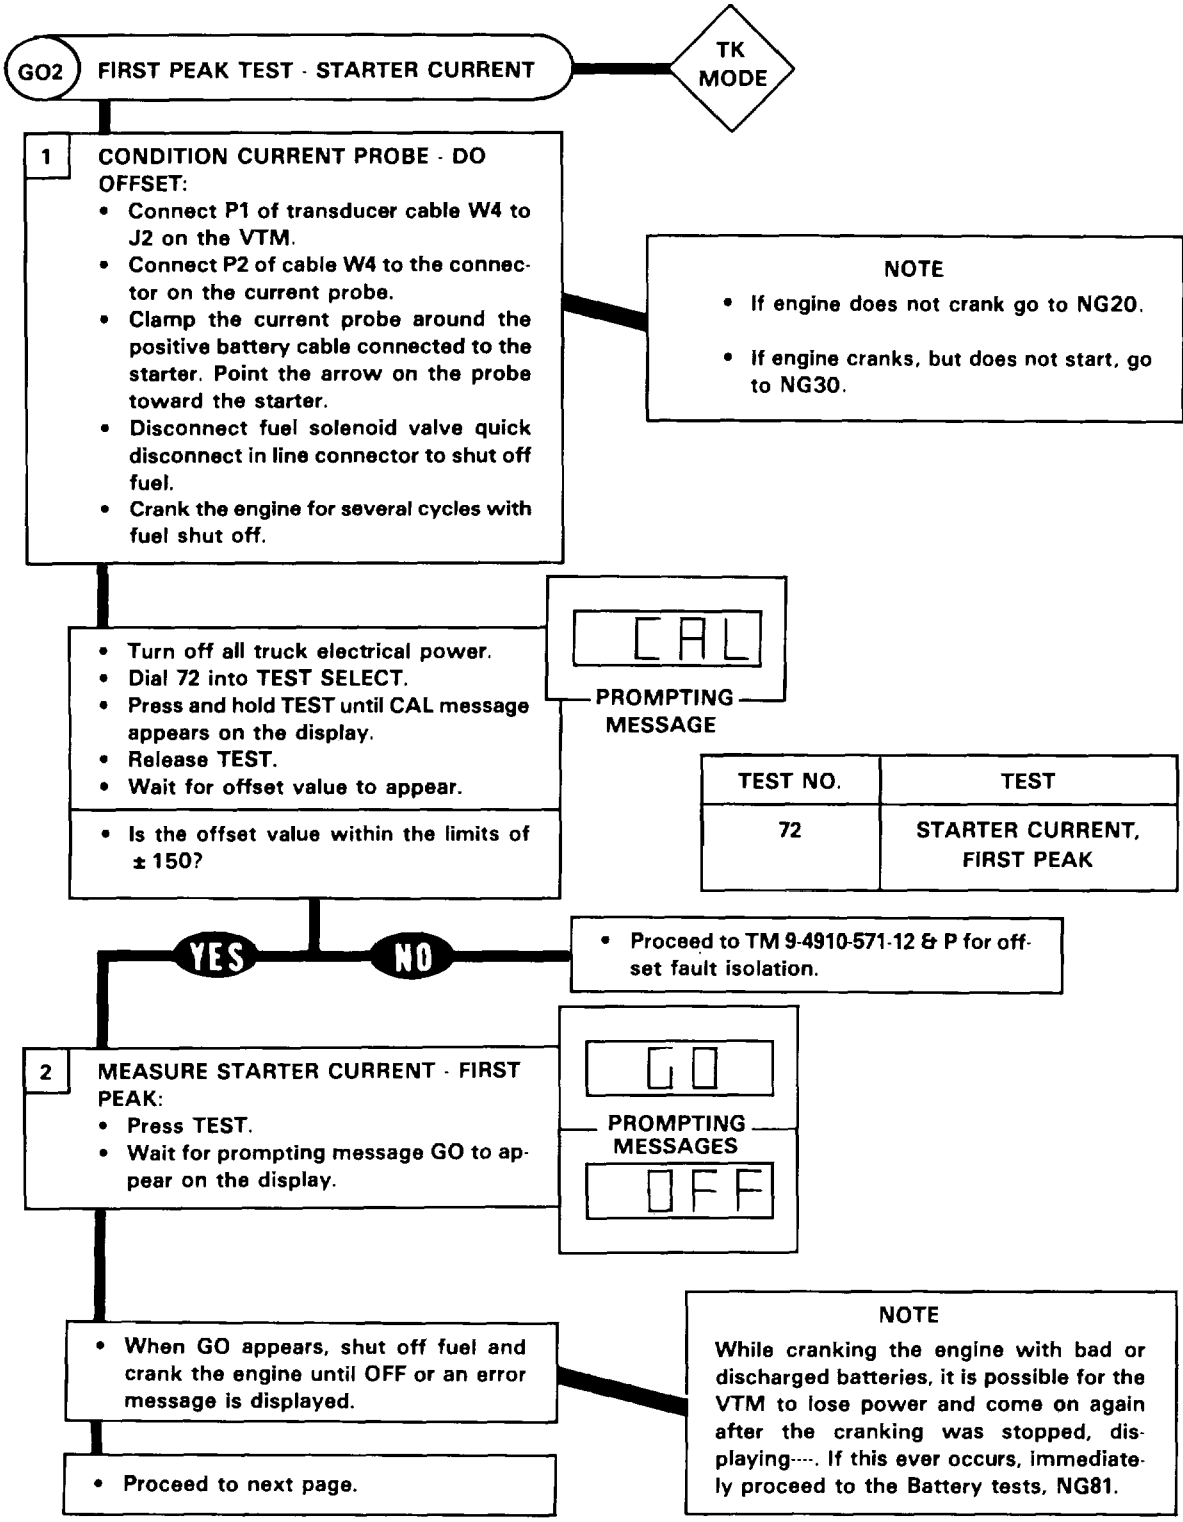 GO2 FIRST PEAK TEST - STARTER CURRENT
TK
MODE
1 CONDITION CURRENT PROBE - DO
OFFSET:
• Connect P1 of transducer cable W4 to
J2 on the VTM.
• Connect P2 of cable W4 to the connec-
tor on the current probe.
• Clamp the current probe around the
positive battery cable connected to the
starter. Point the arrow on the probe
toward the starter.
• Disconnect fuel solenoid valve quick
disconnect in line connector to shut off
fuel.
• Crank the engine for several cycles with
fuel shut off.
NOTE
• If engine does not crank go to NG20.
• If engine cranks, but does not start, go
to NG30.
• Turn off all truck electrical power.
• Dial 72 into TEST SELECT.
• Press and hold TEST until CAL message
appears on the display.
• Release TEST.
• Wait for offset value to appear.
• Is the offset value within the limits of
± 150?
CAL
PROMPTING
MESSAGE
TEST NO. TEST
72 STARTER CURRENT,
FIRST PEAK
YES NO
• Proceed to TM 9-4910-571-12 & P for off-
set fault isolation.
2 MEASURE STARTER CURRENT - FIRST
PEAK:
• Press TEST.
• Wait for prompting message GO to ap-
pear on the display.
GO
PROMPTING
MESSAGES
OFF
• When GO appears, shut off fuel and
crank the engine until OFF or an error
message is displayed.
NOTE
While cranking the engine with bad or
discharged batteries, it is possible for the
VTM to lose power and come on again
after the cranking was stopped, dis-
playing----. If this ever occurs, immediate-
ly proceed to the Battery tests, NG81.
• Proceed to next page.